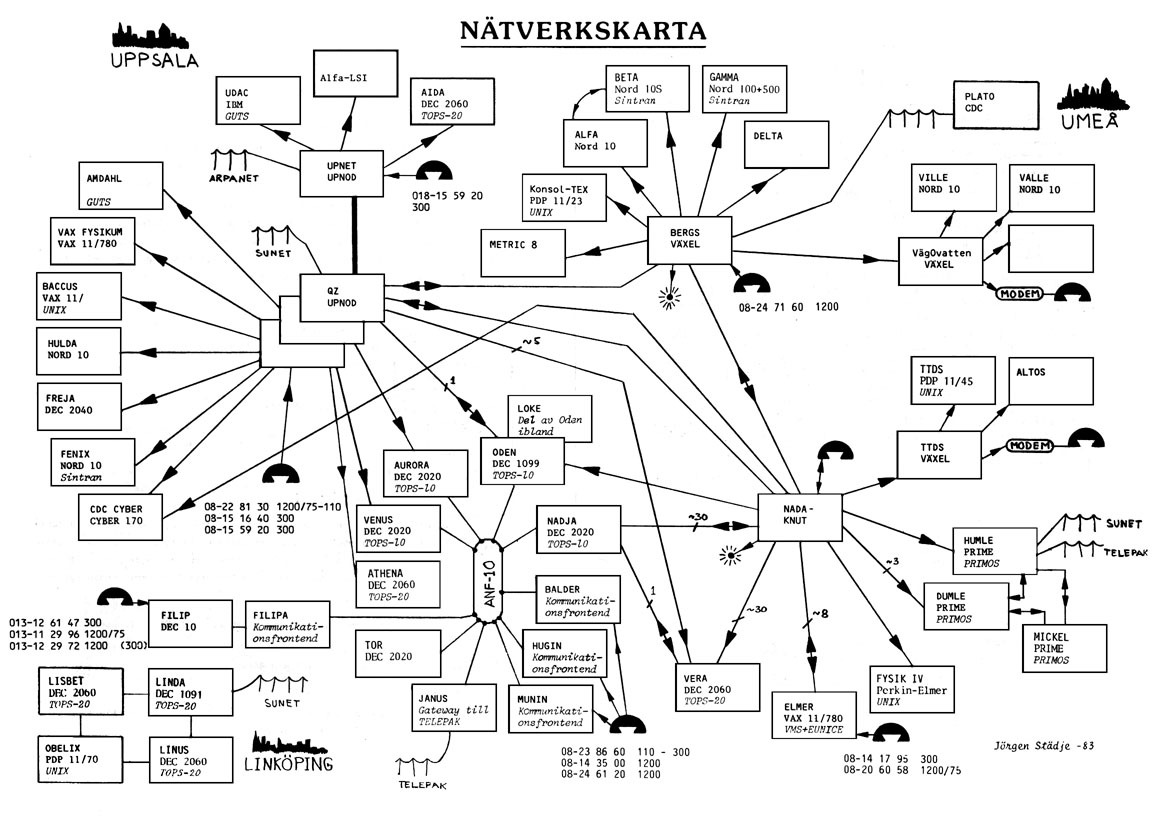 NÄTVERKSKARTA
UPPSALA
UDAC
IBM
GUTS
Alfa-LSI
AIDA
DEC 2060
TOPS-20
ARPANET
UPNET
UPNOD
018-15 59 20
300
BETA
Nord 10S
Sintran
GAMMA
Nord 100+500
Sintran
ALFA
Nord 10
DELTA
Konsol-TEX
PDP 11/23
UNIX
METRIC 8
BERGS
VÄXEL
08-24 71 60 1200
PLATO
CDC
UMEÅ
VILLE
NORD 10
VALLE
NORD 10
VägOvatten
VÄXEL
MODEM
AMDAHL
GUTS
VAX FYSIKUM
VAX 11/780
BACCUS
VAX 11/
UNIX
HULDA
NORD 10
FREJA
DEC 2040
FENIX
NORD 10
Sintran
CDC CYBER
CYBER 170
SUNET
QZ
UPNOD
08-22 81 30 1200/75-110
08-15 16 40 300
08-15 59 20 300
~5
1
LOKE
Del av Oden
ibland
ODEN
DEC 1099
TOPS-10
AURORA
DEC 2020
TOPS-10
VENUS
DEC 2020
TOPS-10
ATHENA
DEC 2060
TOPS-20
ANF-10
NADJA
DEC 2020
TOPS-10
BALDER
Kommunikati-
onsfrontend
HUGIN
Kommunikati-
onsfrontend
MUNIN
Kommunikati-
onsfrontend
TOR
DEC 2020
JANUS
Gateway till
TELEPAK
TELEPAK
08-23 86 60 110 - 300
08-14 35 00 1200
08-24 61 20 1200
FILIP
DEC 10
FILIPA
Kommunikati-
onsfrontend
013-12 61 47 300
013-11 29 96 1200/75
013-12 29 72 1200 (300)
LISBET
DEC 2060
TOPS-20
LINDA
DEC 1091
TOPS-20
SUNET
OBELIX
PDP 11/70
UNIX
LINUS
DEC 2060
TOPS-20
LINKÖPING
TTDS
PDP 11/45
UNIX
ALTOS
TTDS
VÄXEL
MODEM
NADA-
KNUT
~30
1
~30
~8
~3
HUMLE
PRIME
PRIMOS
SUNET
TELEPAK
DUMLE
PRIME
PRIMOS
MICKEL
PRIME
PRIMOS
VERA
DEC 2060
TOPS-20
ELMER
VAX 11/780
VMS+EUNICE
FYSIK IV
Perkin-Elmer
UNIX
08-14 17 95 300
08-20 60 58 1200/75
Jörgen Städje -83